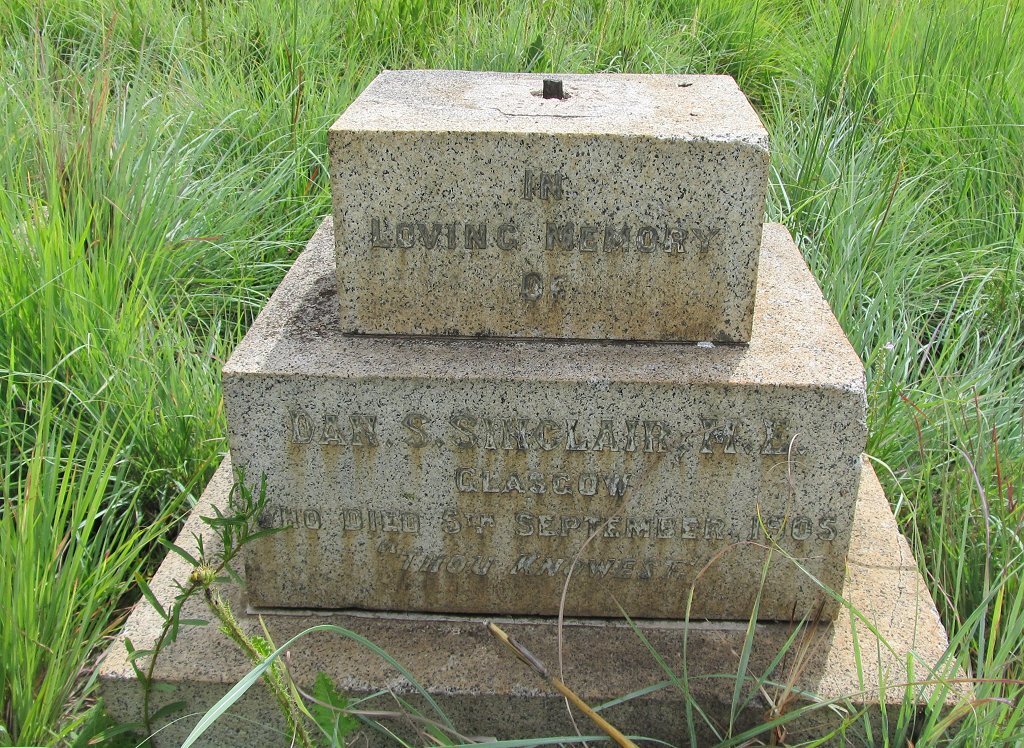 IN
LOVING MEMORY
OF
DAN. S. SINCLAIR, M.E.
GLASGOW
WHO DIED 5TH SEPTEMBER, 1905
"THOU KNOWEST"